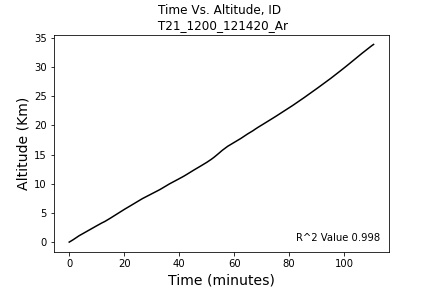 Time Vs. Altitude, ID
T21_1200_121420_Ar
35
30
25
20
15
10
5
0
Altitude (Km)
R^2 Value 0.998
0 20 40 60 80 100
Time (minutes)